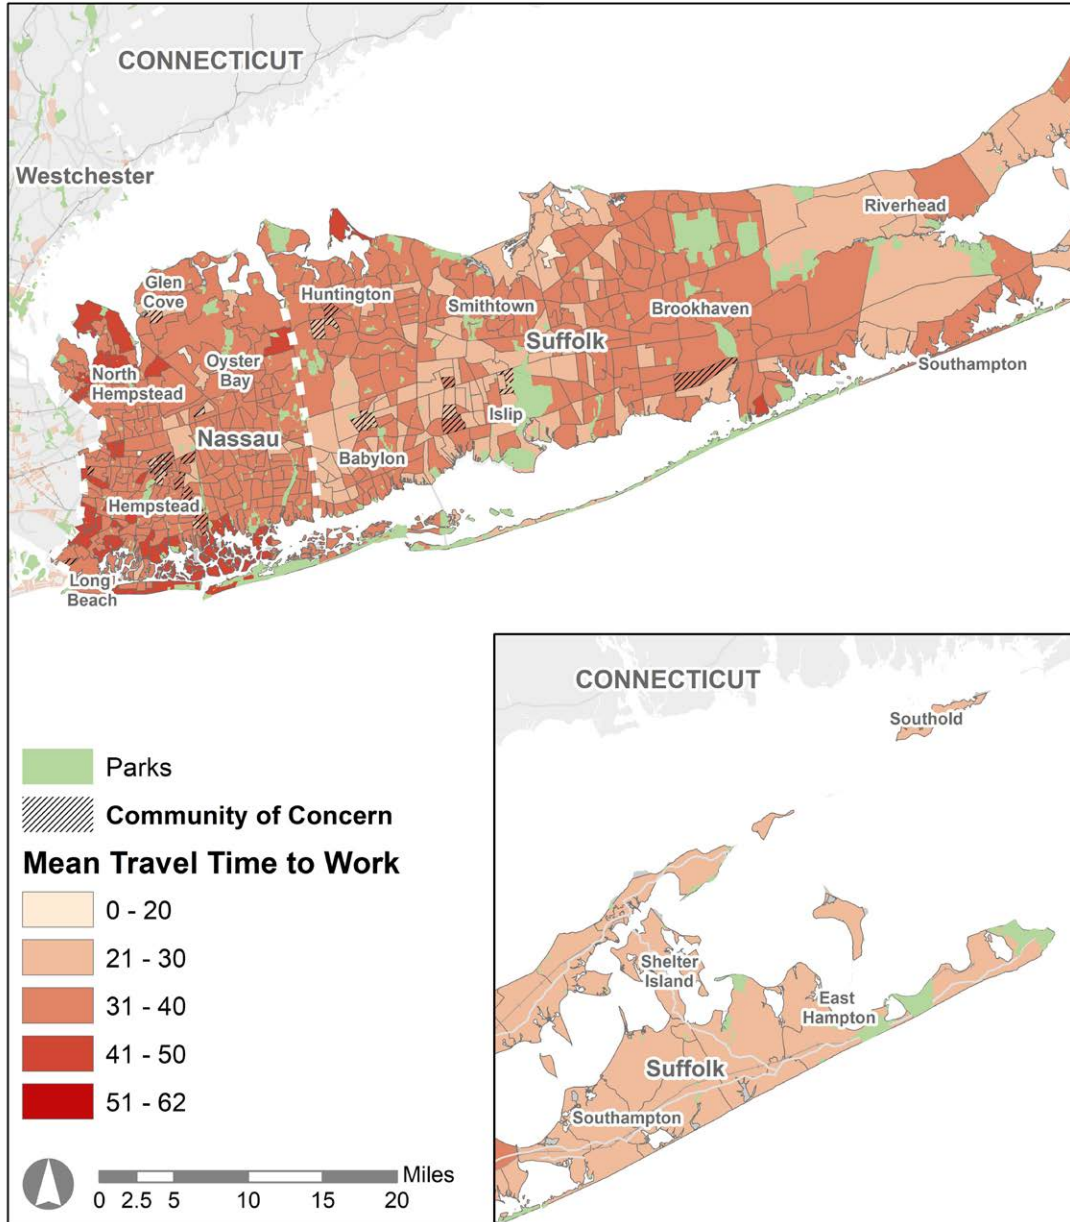 CONNECTICUT
Westchester
Riverhead
Glen
Cove
Huntington
Smithtown
Brookhaven
Suffolk
Oyster
Bay
North
Hempstead
Southampton
Islip
Nassau
Babylon
Hempstead
Long
Beach
CONNECTICUT
Southold
Shelter
Island
East
Hampton
Suffolk
Southampton
Parks
Community of Concern
Mean Travel Time to Work
0 - 20
21 - 30
31 - 40
41 - 50
51 - 62
Miles
0 2.5 5 10 15 20